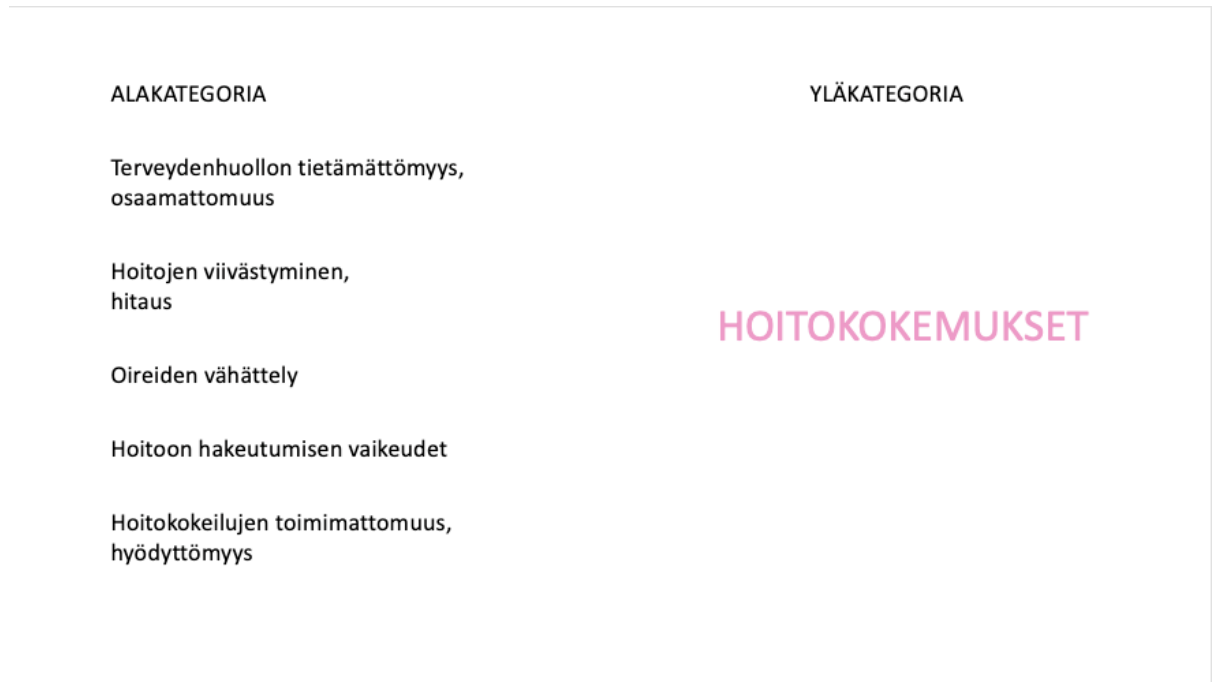 ALAKATEGORIA
YLÄKATEGORIA
Terveydenhuollon tietämättömyys,
osaamattomuus
Hoitojen viivästyminen,
hitaus
HOITOKOKEMUKSET
Oireiden vähättely
Hoitoon hakeutumisen vaikeudet
Hoitokokeilujen toimimattomuus,
hyödyttömyys